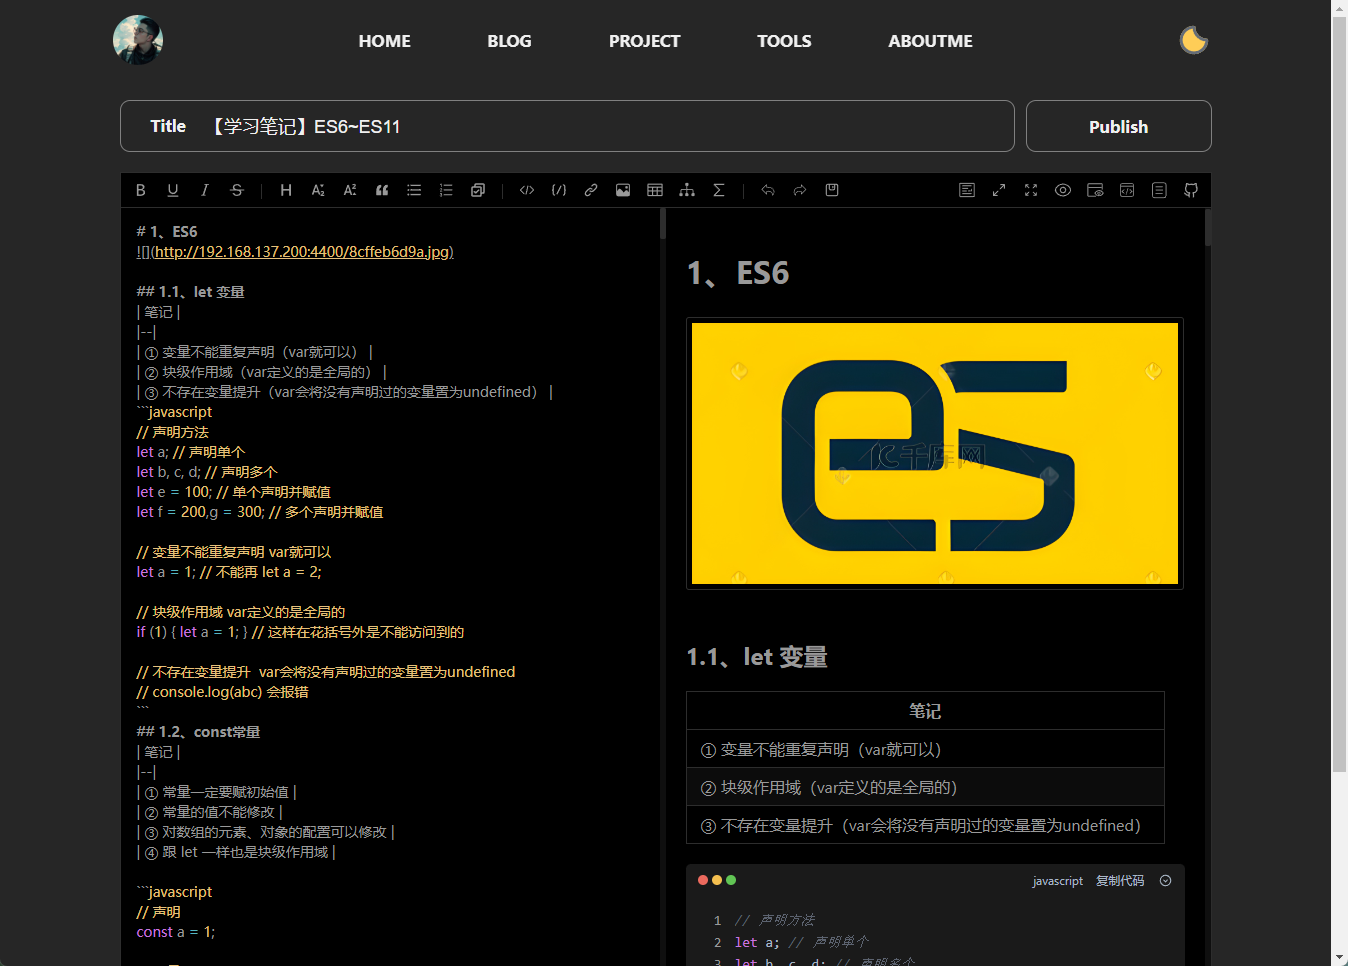 HOME BLOG PROJECT TOOLS ABOUTME
Title 【学习笔记】ES6~ES11
Publish
# 1、ES6
![](http://192.168.137.200:4400/8cffeb6d9a.jpg)
## 1.1、let 变量
| 笔记 |
|--|
| ① 变量不能重复声明（var就可以） |
| ② 块级作用域（var定义的是全局的） |
| ③ 不存在变量提升（var会将没有声明过的变量置为undefined） |
```javascript
// 声明方法
let a; // 声明单个
let b, c, d; // 声明多个
let e = 100; // 单个声明并赋值
let f = 200,g = 300; // 多个声明并赋值
// 变量不能重复声明 var就可以
let a = 1; // 不能再 let a = 2;
// 块级作用域 var定义的是全局的
if (1) { let a = 1; } // 这样在花括号外是不能访问到的
// 不存在变量提升  var会将没有声明过的变量置为undefined
// console.log(abc) 会报错
```
## 1.2、const常量
| 笔记 |
|--|
| ① 常量一定要赋初始值 |
| ② 常量的值不能修改 |
| ③ 对数组的元素、对象的配置可以修改 |
| ④ 跟 let 一样也是块级作用域 |
```javascript
// 声明
const a = 1;
1、ES6
es
千库网
1.1、let 变量
笔记
① 变量不能重复声明（var就可以）
② 块级作用域（var定义的是全局的）
③ 不存在变量提升（var会将没有声明过的变量置为undefined）
javascript 复制代码
1 // 声明方法
2 let a; // 声明单个
3 let b, c, d; // 声明多个